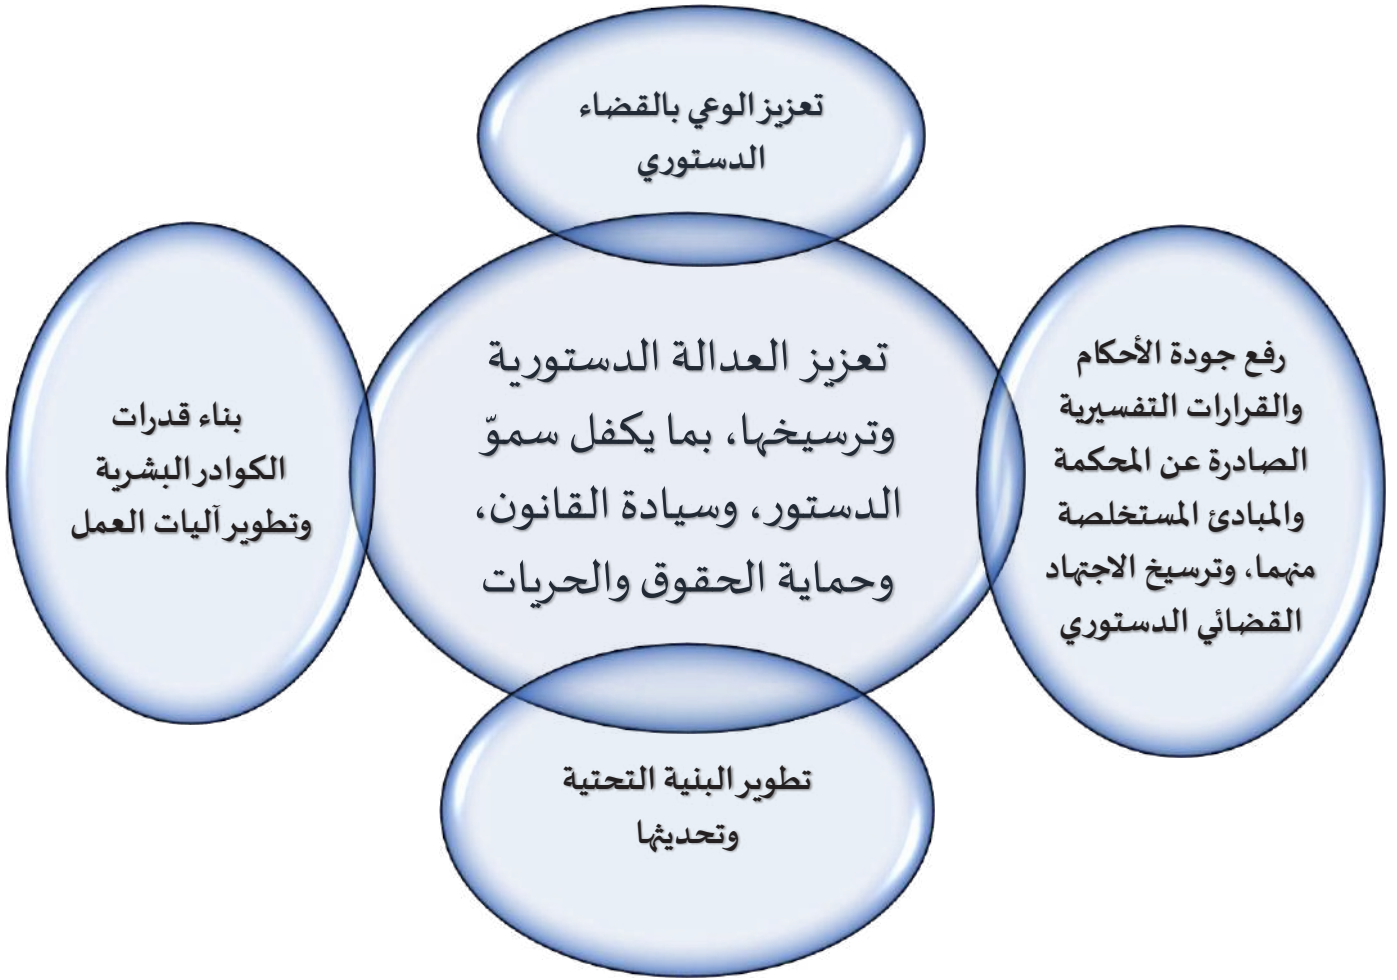 تعزيز الوعي بالقضاء
الدستوري
رفع جودة الأحكام
والقرارات التفسيرية
الصادرة عن المحكمة
والمبادئ المستخلصة
منهما، وترسيخ الاجتهاد
القضائي الدستوري
تعزيز العدالة الدستورية
وترسيخها، بما يكفل سموّ
الدستور، وسيادة القانون،
وحماية الحقوق والحريات
بناء قدرات
الكوادر البشرية
وتطوير آليات العمل
تطوير البنية التحتية
وتحديثها